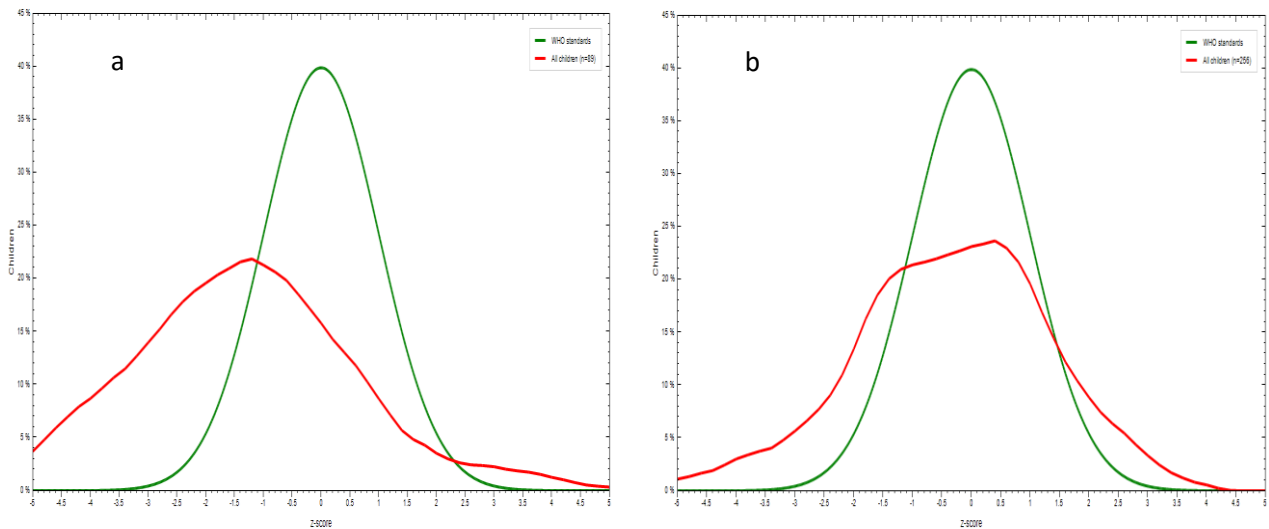 a
WHO standards
All children (n=89)
45 %
40 %
35 %
30 %
25 %
20 %
15 %
10 %
5 %
0 %
Children
-5 -4.5 -4 -3.5 -3 -2.5 -2 -1.5 -1 -0.5 0 0.5 1 1.5 2 2.5 3 3.5 4 4.5 5
z-score
b
WHO standards
All children (n=256)
45 %
40 %
35 %
30 %
25 %
20 %
15 %
10 %
5 %
0 %
Children
-5 -4.5 -4 -3.5 -3 -2.5 -2 -1.5 -1 -0.5 0 0.5 1 1.5 2 2.5 3 3.5 4 4.5 5
z-score